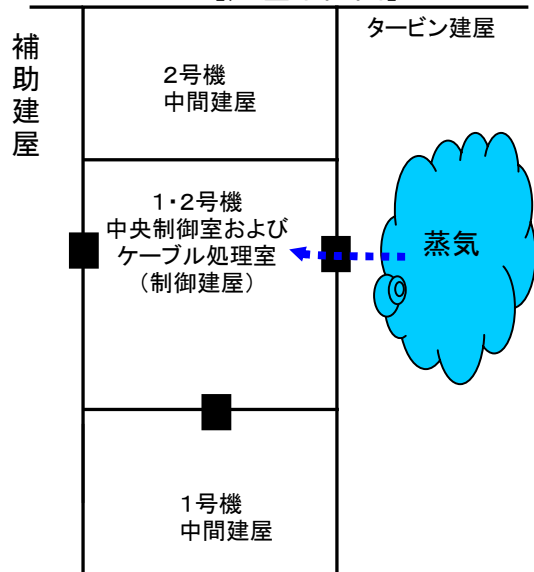 タービン建屋
補助建屋
２号機
中間建屋
１・２号機
中央制御室および
ケーブル処理室
（制御建屋）
蒸気
１号機
中間建屋